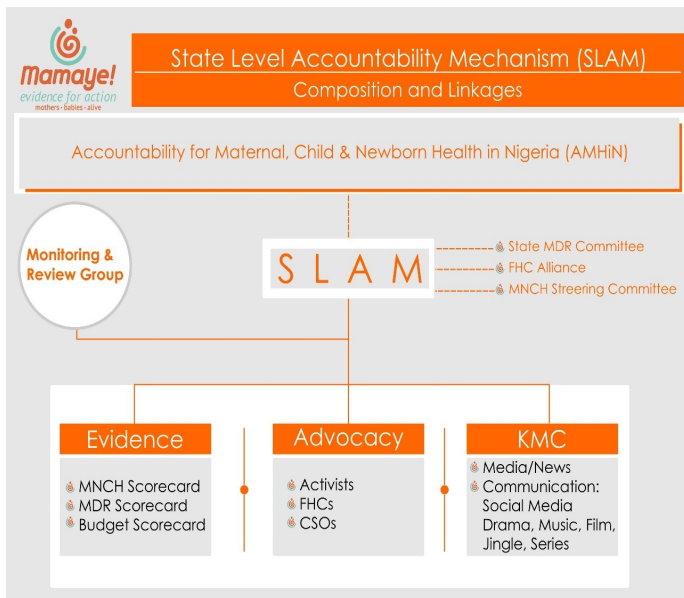 mamaye!
evidence for action
mothers • babies • alive
State Level Accountability Mechanism (SLAM)
Composition and Linkages
Accountability for Maternal, Child & Newborn Health in Nigeria (AMHiN)
Monitoring &
Review Group
S L A M
State MDR Committee
FHC Alliance
MNCH Streering Committee
Evidence
MNCH Scorecard
MDR Scorecard
Budget Scorecard
Advocacy
Activists
FHCs
CSOs
KMC
Media/News
Communication:
Social Media
Drama, Music, Film,
Jingle, Series